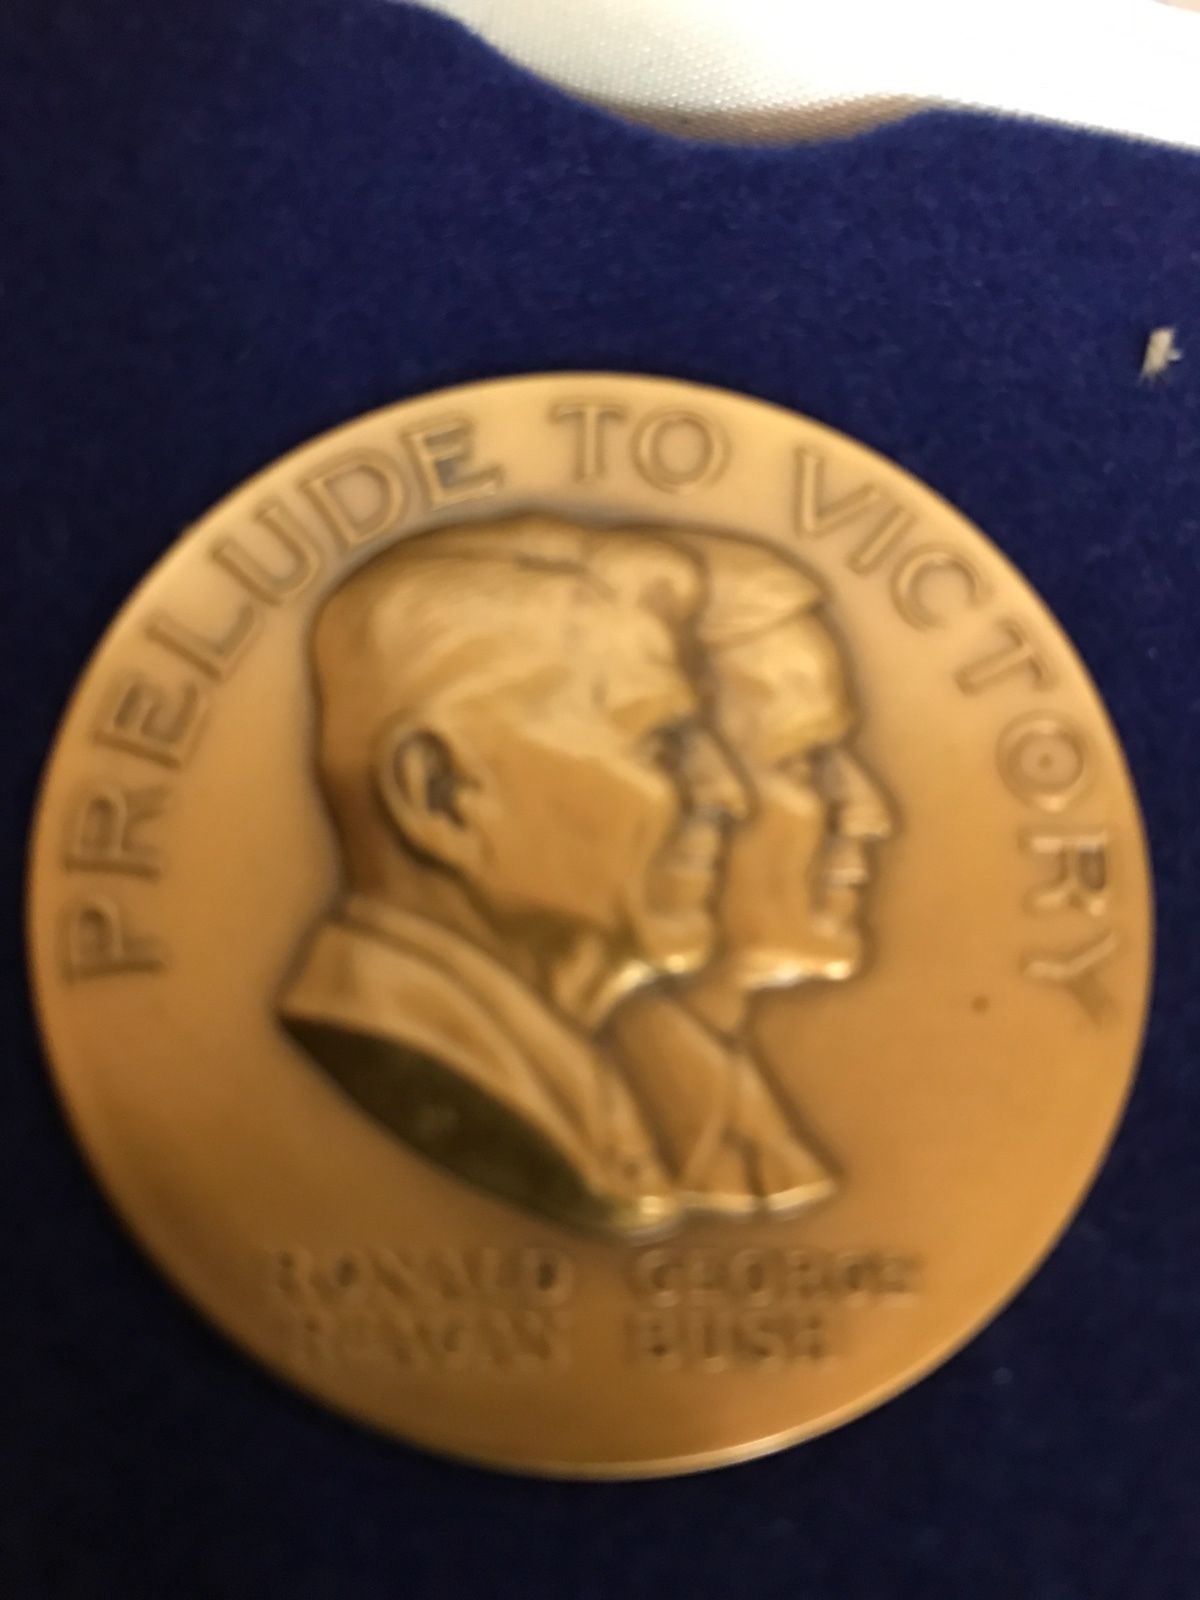 PRELUDE TO VICTORY
RONALD GEORGE
REAGAN BUSH